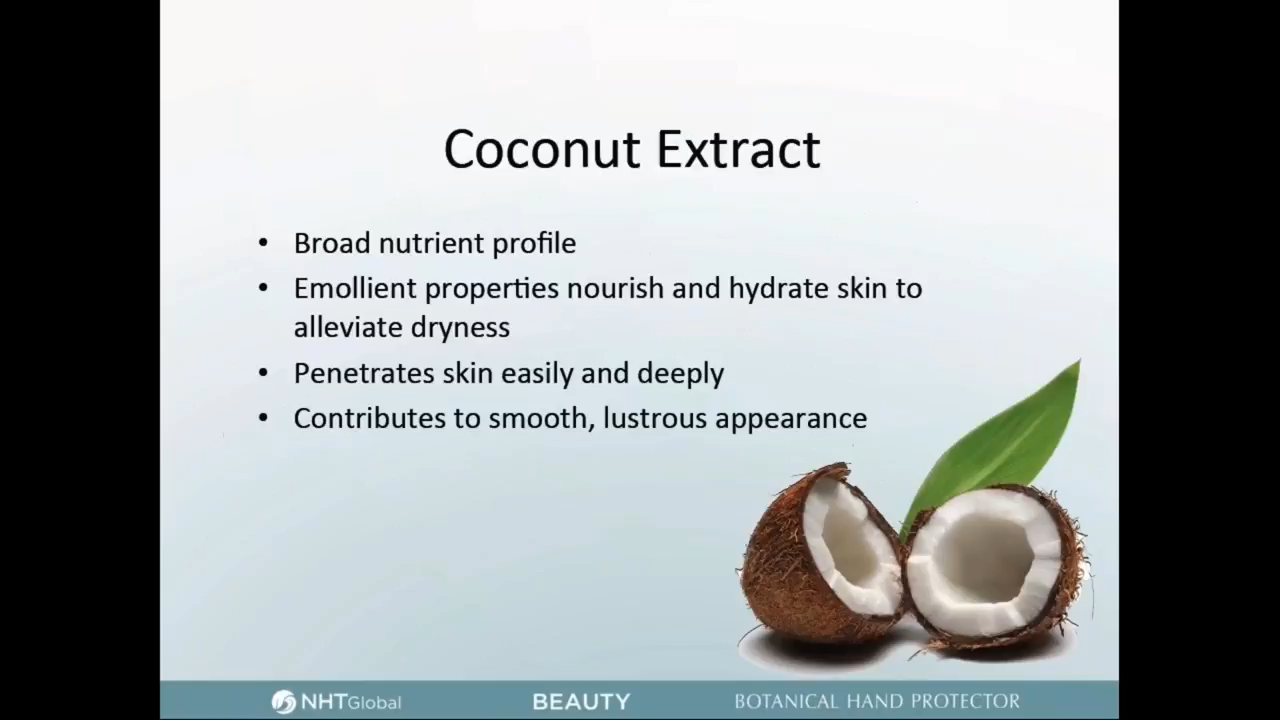 Coconut Extract
• Broad nutrient profile
• Emollient properties nourish and hydrate skin to
alleviate dryness
• Penetrates skin easily and deeply
• Contributes to smooth, lustrous appearance
NHTGlobal BEAUTY BOTANICAL HAND PROTECTOR